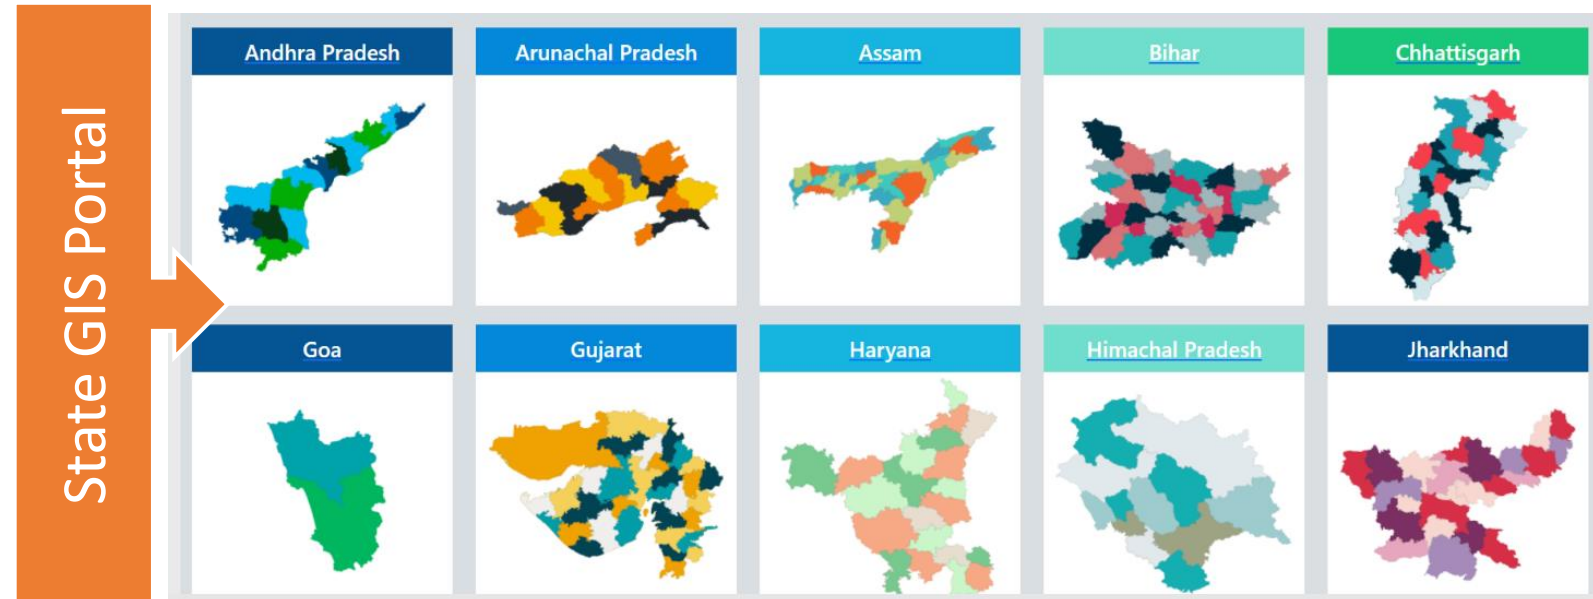 State GIS Portal
Andhra Pradesh
Arunachal Pradesh
Assam
Bihar
Chhattisgarh
Goa
Gujarat
Haryana
Himachal Pradesh
Jharkhand